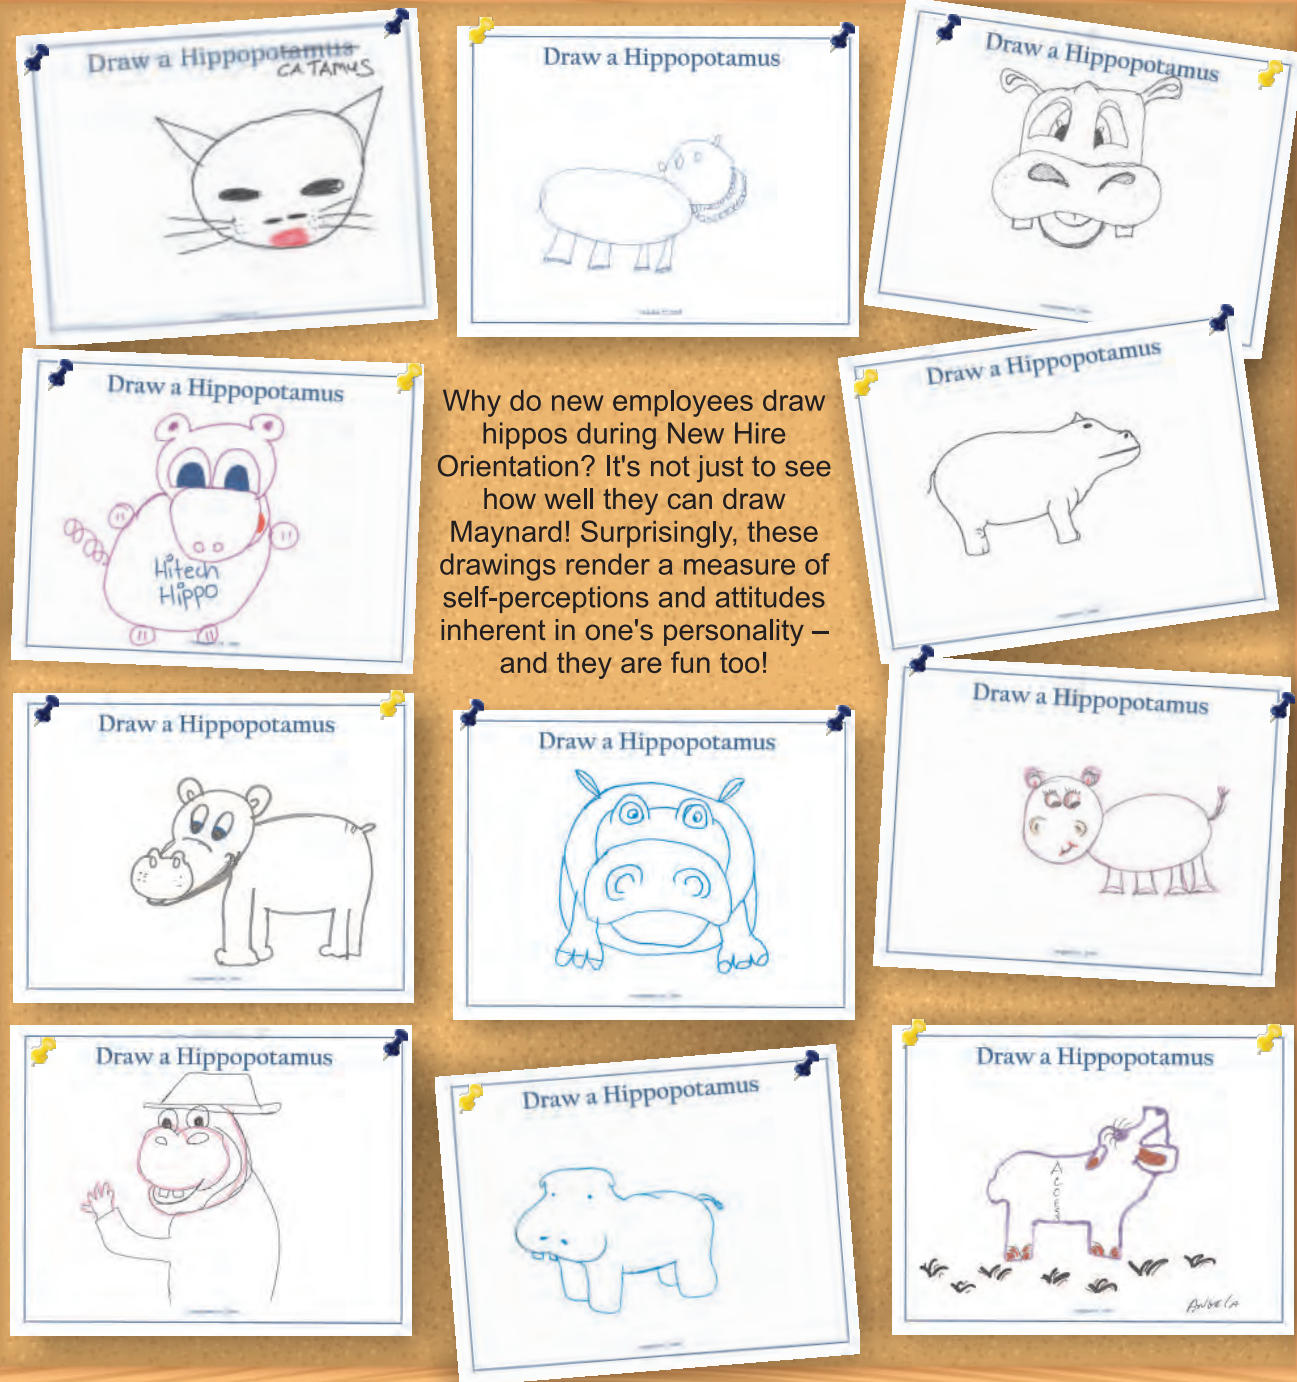 Draw a Hippopotamus
CATAMUS
Draw a Hippopotamus
Draw a Hippopotamus
Draw a Hippopotamus
Hitech
Hippo
Why do new employees draw
hippos during New Hire
Orientation? It's not just to see
how well they can draw
Maynard! Surprisingly, these
drawings render a measure of
self-perceptions and attitudes
inherent in one's personality –
and they are fun too!
Draw a Hippopotamus
Draw a Hippopotamus
Draw a Hippopotamus
Draw a Hippopotamus
Draw a Hippopotamus
Draw a Hippopotamus
Draw a Hippopotamus
ACCESS
ANGELA